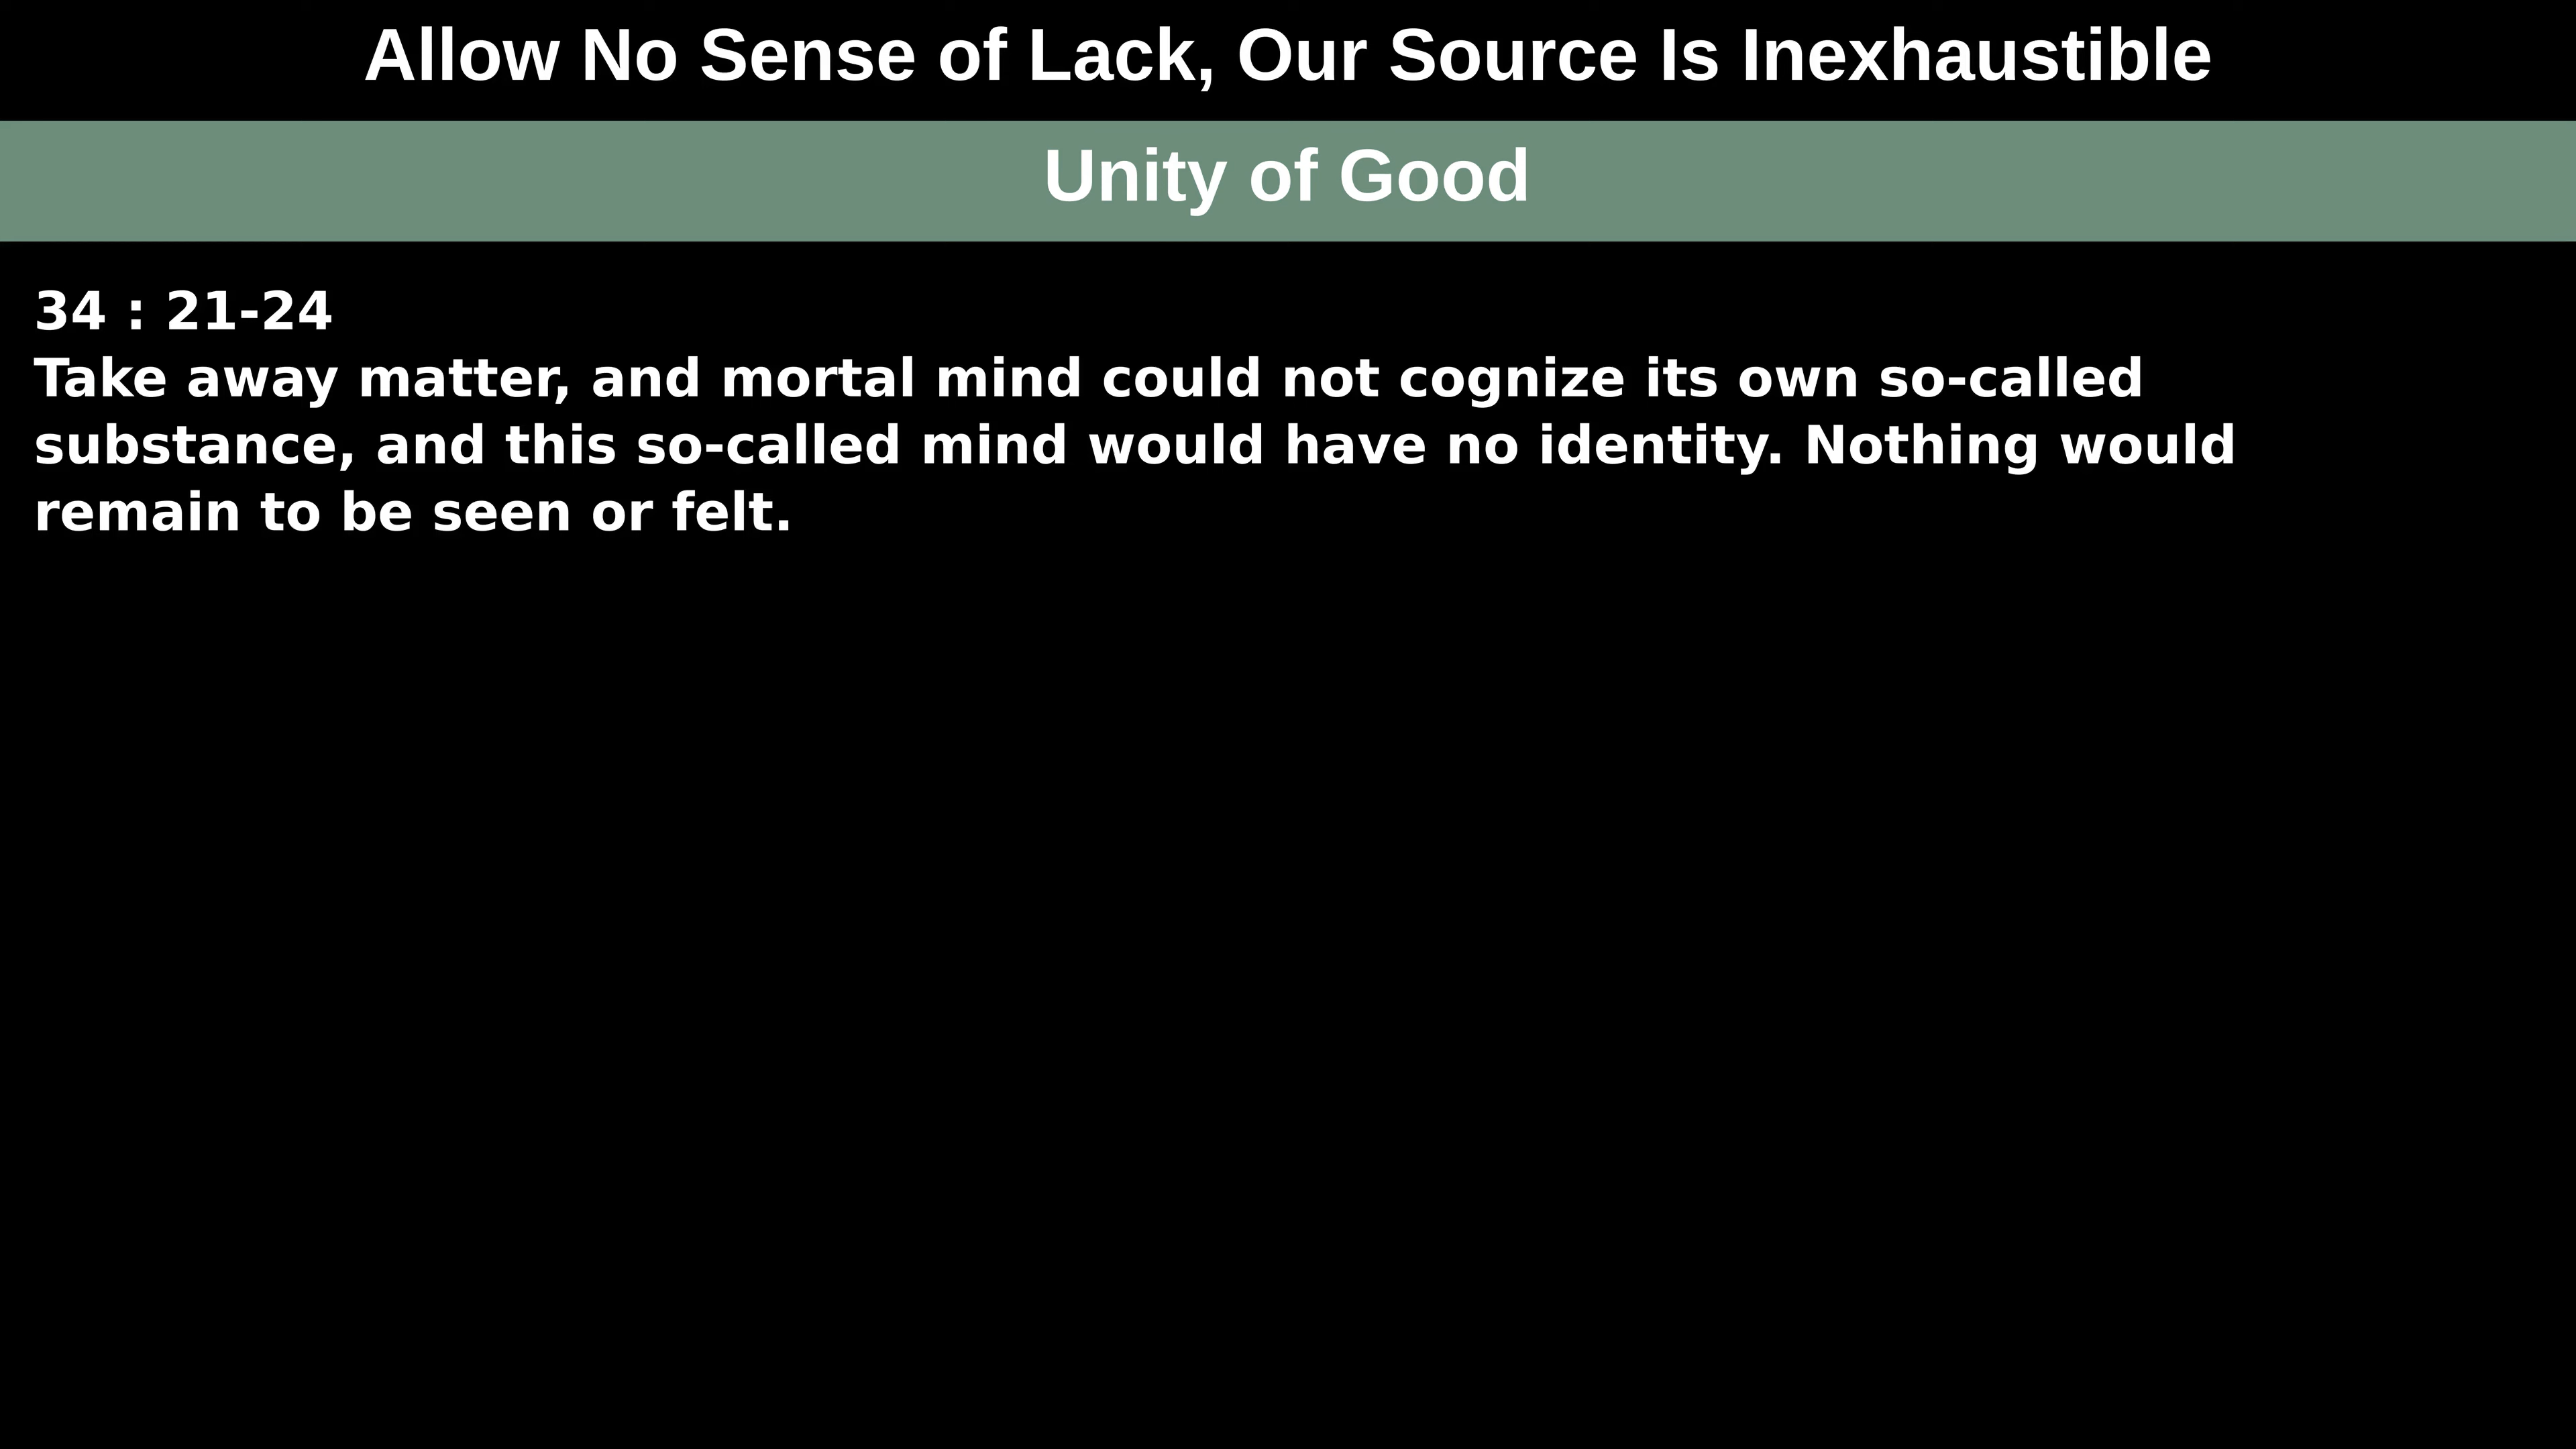 Allow No Sense of Lack, Our Source Is Inexhaustible
Unity of Good
34 : 21-24
Take away matter, and mortal mind could not cognize its own so-called
substance, and this so-called mind would have no identity. Nothing would
remain to be seen or felt.